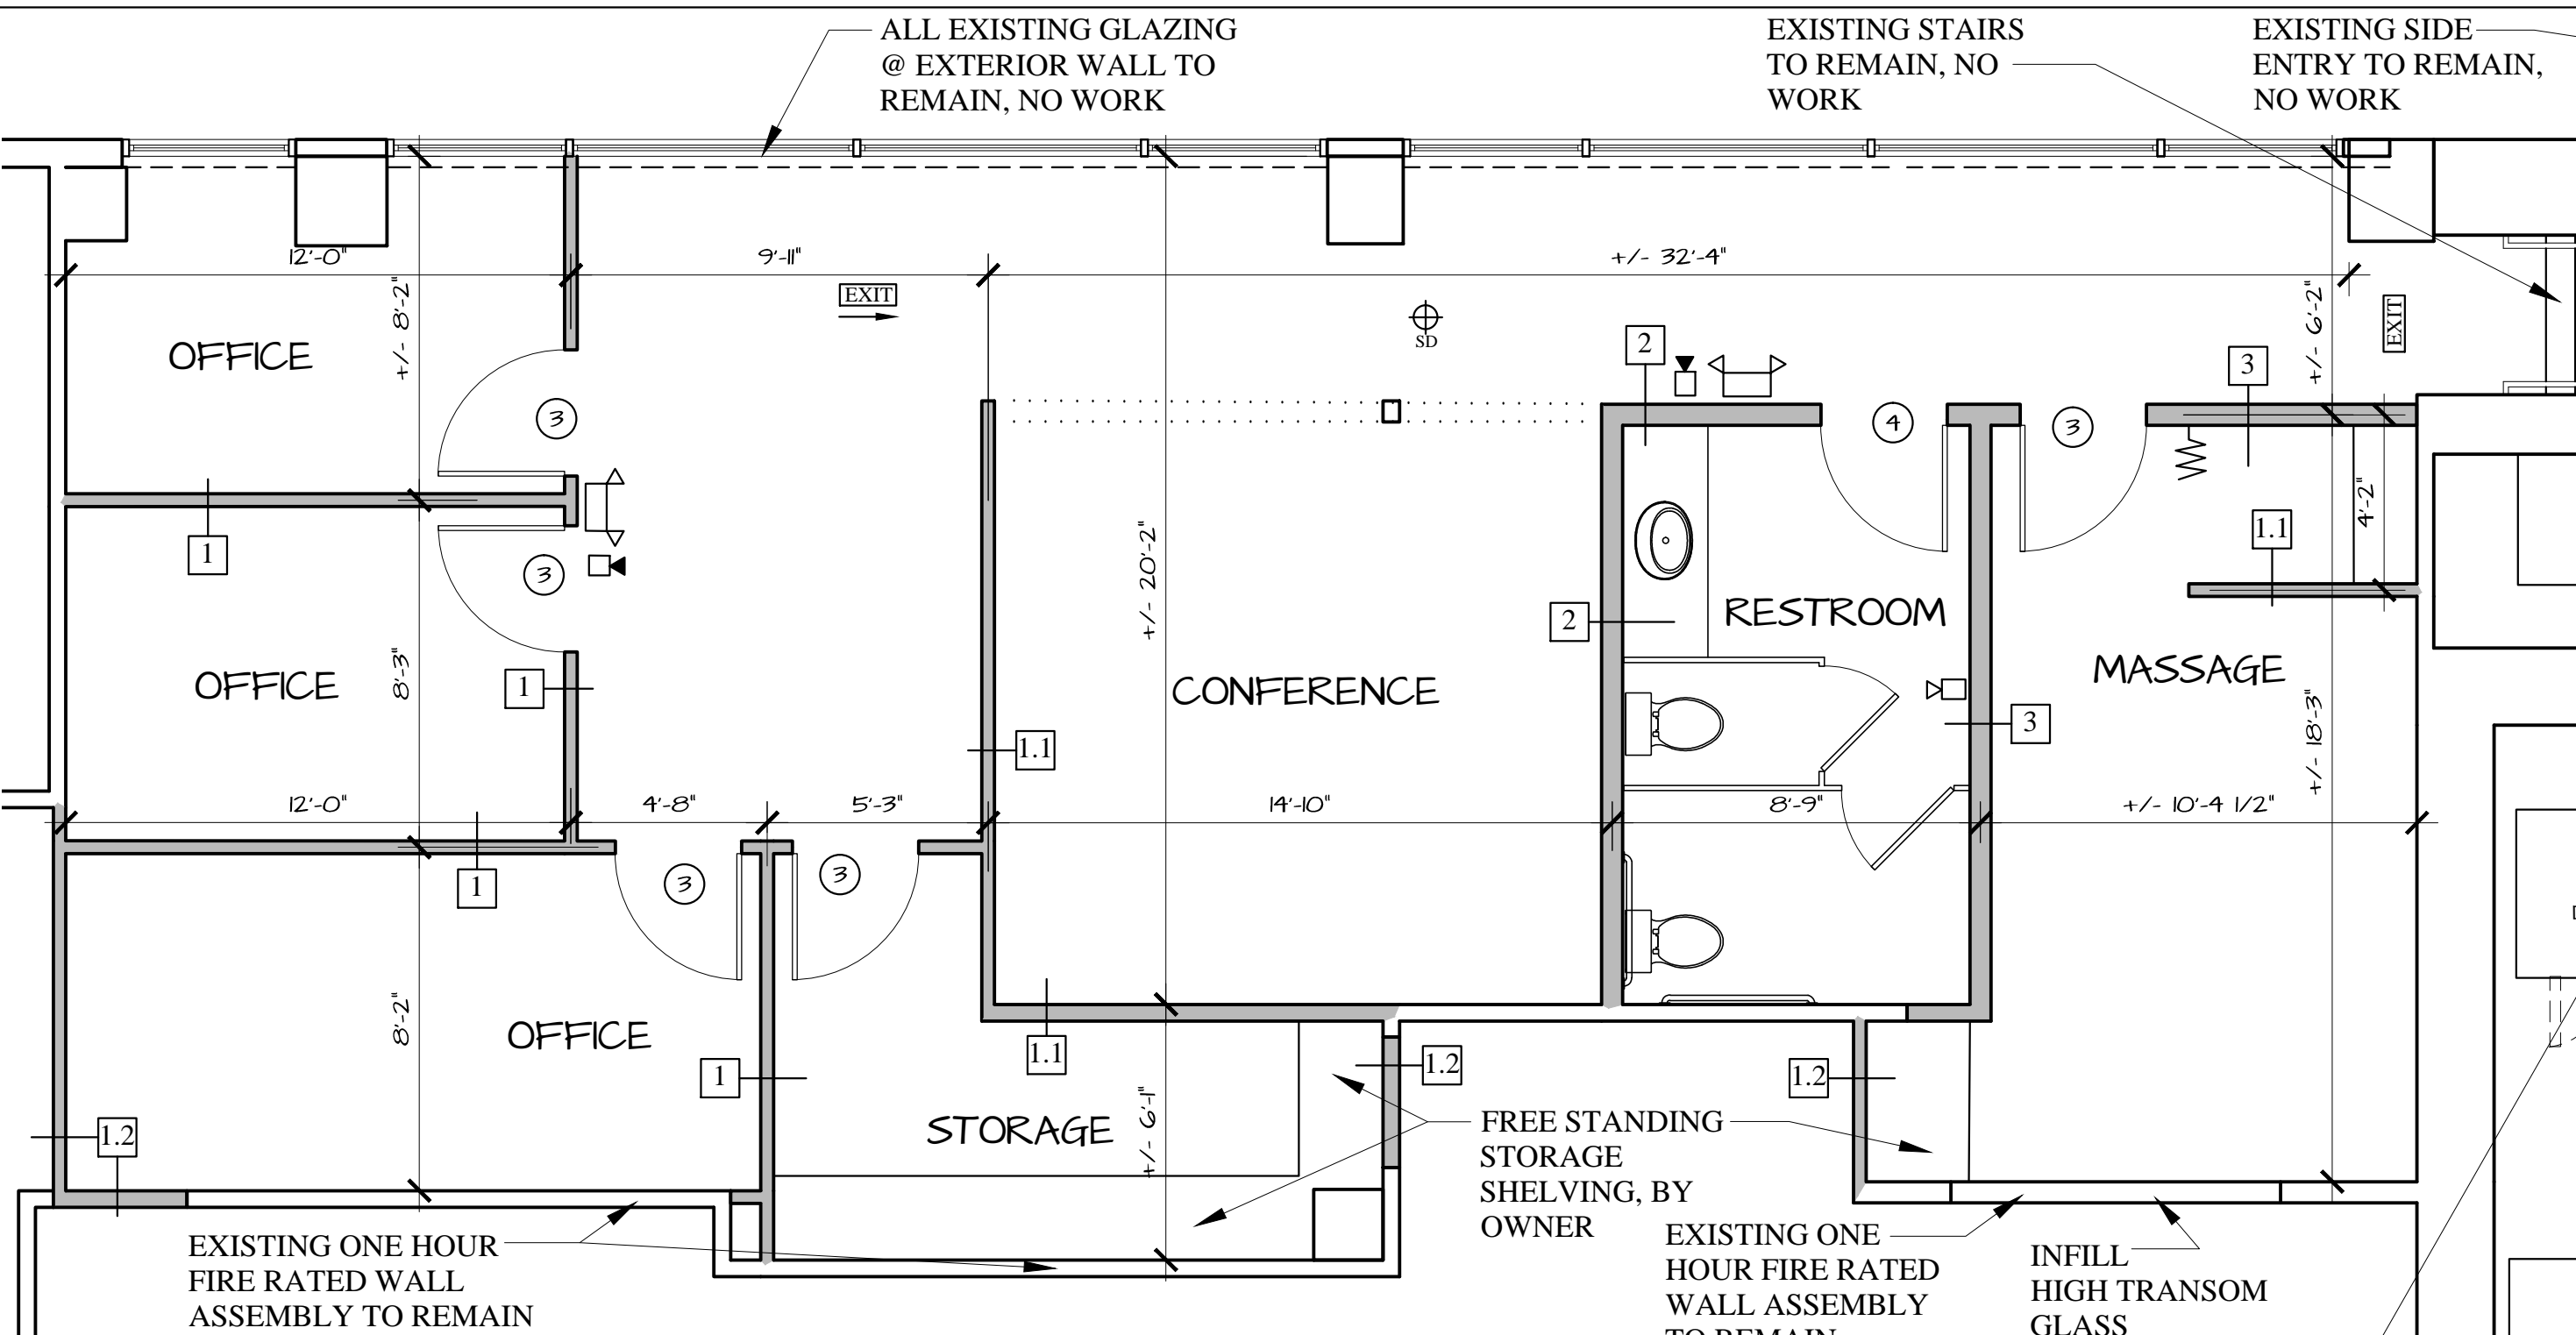 ALL EXISTING GLAZING
@ EXTERIOR WALL TO
REMAIN, NO WORK
EXISTING STAIRS
TO REMAIN, NO
WORK
EXISTING SIDE
ENTRY TO REMAIN,
NO WORK
12'-0"
9'-11"
+/- 32'-4"
+/- 8'-2"
EXIT
SD
+/- 6'-2"
EXIT
OFFICE
2
3
3
4
3
4'-2"
1
3
1.1
+/- 20'-2"
2
RESTROOM
OFFICE
8'-3"
1
CONFERENCE
MASSAGE
3
1.1
+/- 18'-3"
12'-0"
4'-8"
5'-3"
14'-10"
8'-9"
+/- 10'-4 1/2"
1
3
3
8'-2"
OFFICE
1
1.1
1.2
1.2
+/- 6'-1"
STORAGE
1.2
FREE STANDING
STORAGE
SHELVING, BY
OWNER
EXISTING ONE HOUR
FIRE RATED WALL
ASSEMBLY TO REMAIN
EXISTING ONE
HOUR FIRE RATED
WALL ASSEMBLY
TO REMAIN
INFILL
HIGH TRANSOM
GLASS